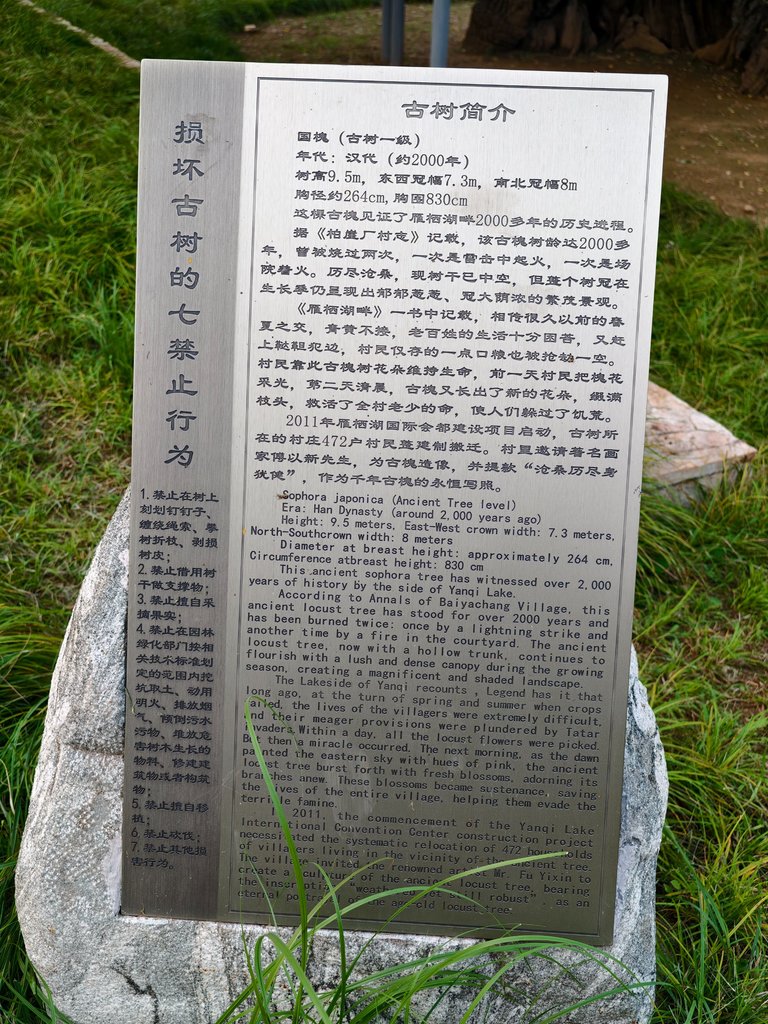 损坏古树的七禁止行为
1.禁止在树上
刻划钉钉子、
缠绕绳索、攀
树折枝、剥损
树皮；
2.禁止借用树
干做支撑物；
3.禁止擅自采
摘果实；
4.禁止在园林
绿化部门按相
关技术标准划
定的范围内挖
坑取土、动用
明火、排放烟
气、倾倒污水
污物、堆放危
害树木生长的
物料、修建建
筑物或者构筑
物；
5.禁止擅自移
植；
6.禁止砍伐；
7.禁止其他损
害行为。
古树简介
国槐（古树一级）
年代：汉代（约2000年）
树高9.5m，东西冠幅7.3m，南北冠幅8m
胸径约264cm,胸围830cm
这棵古槐见证了雁栖湖畔2000多年的历史进程。
据《柏崖厂村志》记载，该古槐树龄达2000多
年，曾被烧过两次，一次是雷击中起火，一次是场
院着火。历尽沧桑，现树干已中空，但整个树冠在
生长季仍呈现出郁郁葱葱、冠大荫浓的繁茂景观。
《雁栖湖畔》一书中记载，相传很久以前的春
夏之交，青黄不接，老百姓的生活十分困苦，又赶
上鞑靼犯边，村民仅存的一点口粮也被抢劫一空。
村民靠此古槐树花朵维持生命，前一天村民把槐花
采光，第二天清晨，古槐又长出了新的花朵，缀满
枝头，救活了全村老少的命，使人们躲过了饥荒。
2011年雁栖湖国际会都建设项目启动，古树所
在的村庄472户村民整建制搬迁。村里邀请著名画
家傅以新先生，为古槐造像，并提款“沧桑历尽身
犹健”，作为千年古槐的永恒写照。
Sophora japonica (Ancient Tree level)
Era: Han Dynasty (around 2,000 years ago)
Height: 9.5 meters, East-West crown width: 7.3 meters,
North-Southcrown width: 8 meters
Diameter at breast height: approximately 264 cm,
Circumference atbreast height: 830 cm
This ancient sophora tree has witnessed over 2,000
years of history by the side of Yanqi Lake.
According to Annals of Baiyachang Village, this
ancient locust tree has stood for over 2000 years and
has been burned twice: once by a lightning strike and
another time by a fire in the courtyard. The ancient
locust tree, now with a hollow trunk, continues to
flourish with a lush and dense canopy during the growing
season, creating a magnificent and shaded landscape.
The Lakeside of Yanqi recounts , Legend has it that
long ago, at the turn of spring and summer when crops
failed, the lives of the villagers were extremely difficult,
and their meager provisions were plundered by Tatar
invaders. Within a day, all the locust flowers were picked.
But then a miracle occurred. The next morning, as the dawn
painted the eastern sky with hues of pink, the ancient
locust tree burst forth with fresh blossoms, adorning its
branches anew. These blossoms became sustenance, saving
the lives of the entire village, helping them evade the
terrible famine.
In 2011, the commencement of the Yanqi Lake
International Convention Center construction project
necessitated the systematic relocation of 472 households
of villagers living in the vicinity of the ancient tree.
The village invited the renowned artist Mr. Fu Yixin to
create a sculpture of the ancient locust tree, bearing
the inscription "weathered yet still robust" , as an
eternal portrait of the age-old locust tree.